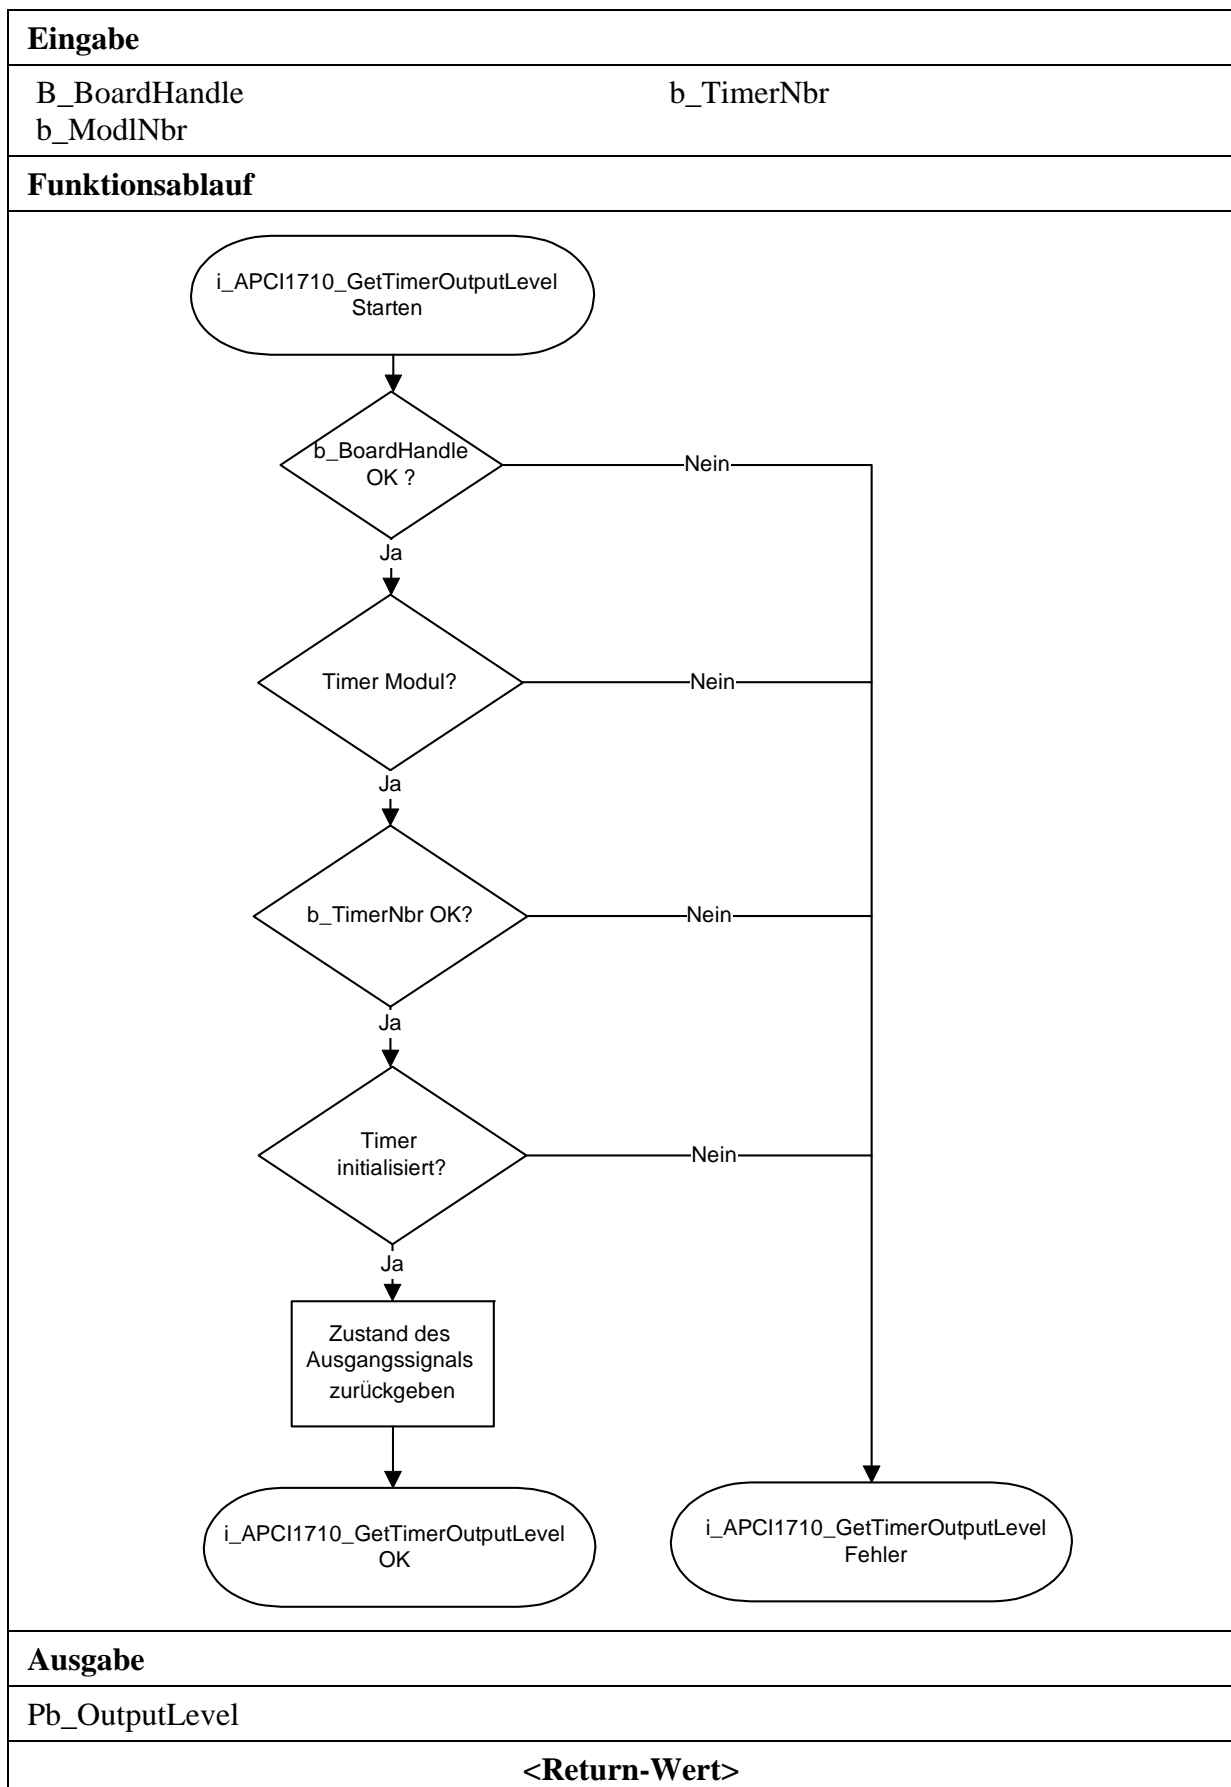 Eingabe
B_BoardHandle b_TimerNbr
b_ModlNbr
Funktionsablauf
i_APCI1710_GetTimerOutputLevel
Starten
b_BoardHandle
OK ?
Nein
Ja
Timer Modul?
Nein
Ja
b_TimerNbr OK?
Nein
Ja
Timer
initialisiert?
Nein
Ja
Zustand des
Ausgangssignals
zurückgeben
i_APCI1710_GetTimerOutputLevel
OK
i_APCI1710_GetTimerOutputLevel
Fehler
Ausgabe
Pb_OutputLevel
<Return-Wert>